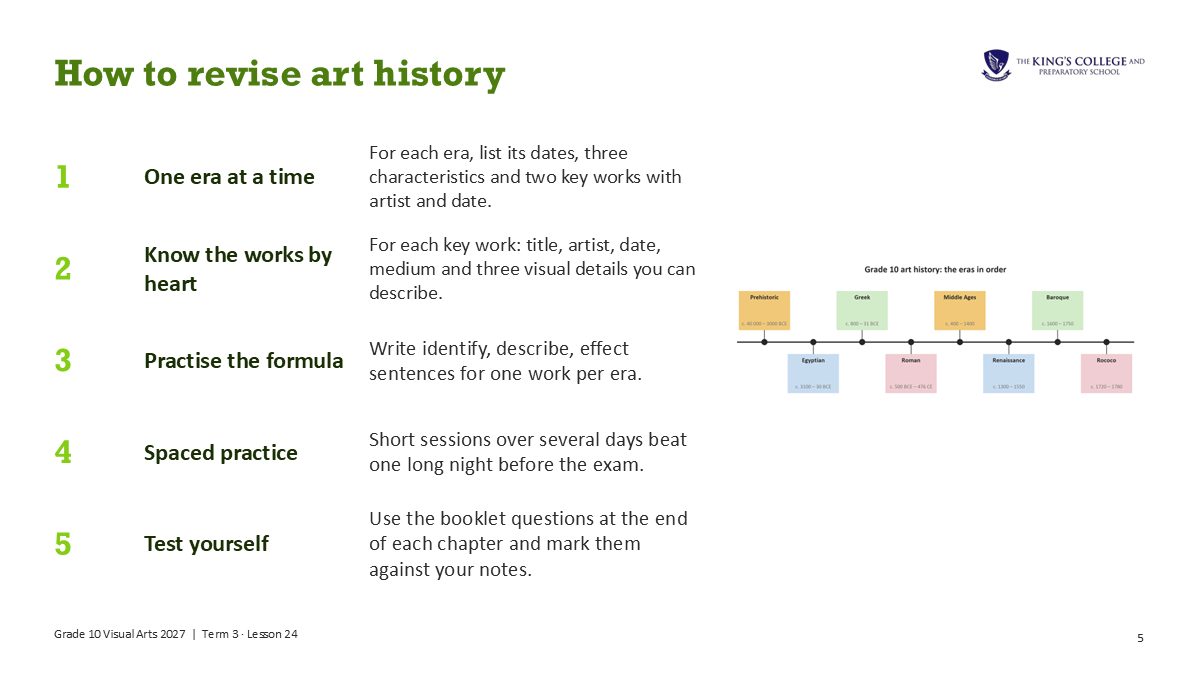 How to revise art history
THE KING'S COLLEGE AND
PREPARATORY SCHOOL
1
One era at a time
For each era, list its dates, three
characteristics and two key works with
artist and date.
2
Know the works by
heart
For each key work: title, artist, date,
medium and three visual details you can
describe.
3
Practise the formula
Write identify, describe, effect
sentences for one work per era.
4
Spaced practice
Short sessions over several days beat
one long night before the exam.
5
Test yourself
Use the booklet questions at the end
of each chapter and mark them
against your notes.
Grade 10 art history: the eras in order
Prehistoric
c. 40 000 – 3000 BCE
Greek
c. 800 – 31 BCE
Middle Ages
c. 400 – 1400
Baroque
c. 1600 – 1750
Egyptian
c. 3100 – 30 BCE
Roman
c. 500 BCE – 476 CE
Renaissance
c. 1300 – 1550
Rococo
c. 1720 – 1780
Grade 10 Visual Arts 2027 | Term 3 · Lesson 24
5